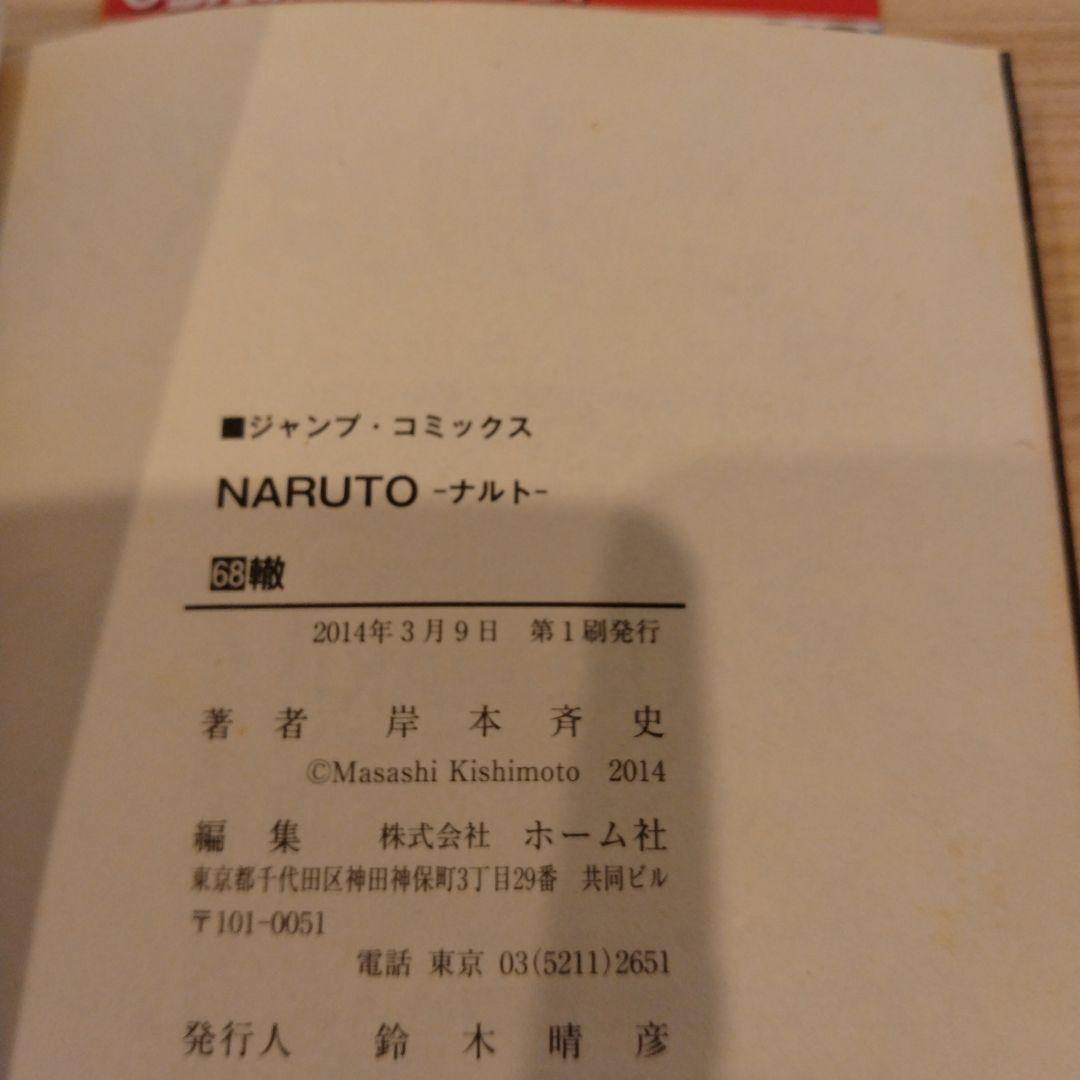 ■ジャンプ・コミックス
NARUTO -ナルト-
68轍
2014年3月9日 第1刷発行
著者 岸本斉史
©Masashi Kishimoto 2014
編集 株式会社 ホーム社
東京都千代田区神田神保町3丁目29番 共同ビル
〒101-0051
電話 東京 03(5211)2651
発行人 鈴木晴彦